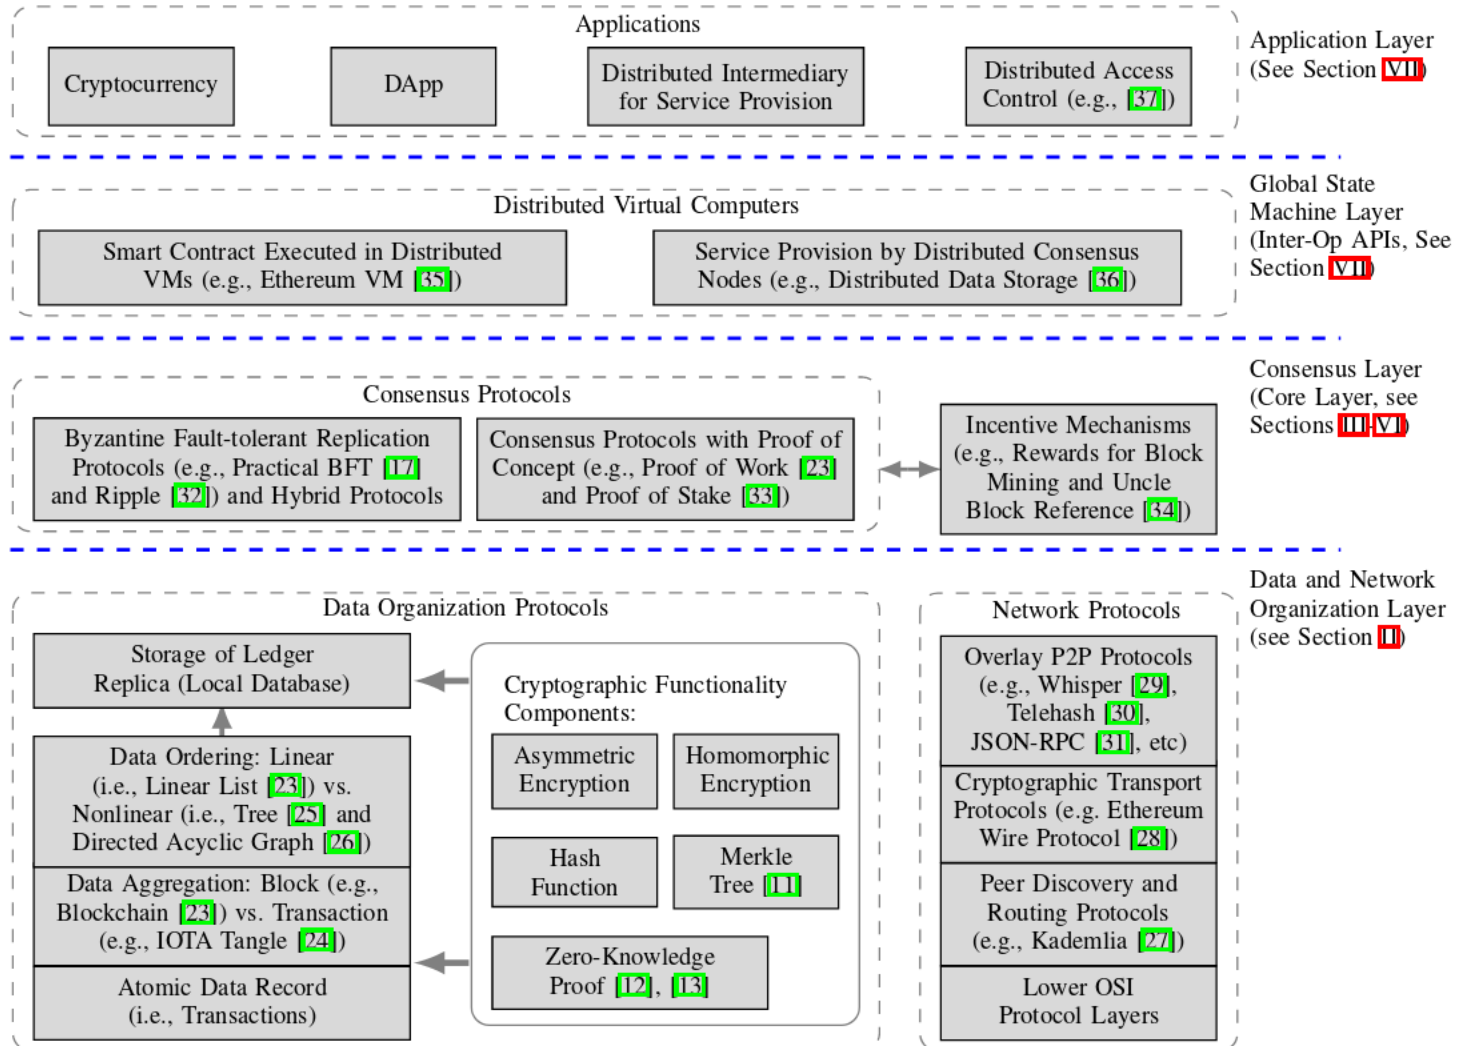 Applications
Cryptocurrency
DApp
Distributed Intermediary
for Service Provision
Distributed Access
Control (e.g., [37])
Application Layer
(See Section VII)
Distributed Virtual Computers
Smart Contract Executed in Distributed
VMs (e.g., Ethereum VM [35])
Service Provision by Distributed Consensus
Nodes (e.g., Distributed Data Storage [36])
Global State
Machine Layer
(Inter-Op APIs, See
Section VII)
Consensus Protocols
Byzantine Fault-tolerant Replication
Protocols (e.g., Practical BFT [17]
and Ripple [32]) and Hybrid Protocols
Consensus Protocols with Proof of
Concept (e.g., Proof of Work [23]
and Proof of Stake [33])
Incentive Mechanisms
(e.g., Rewards for Block
Mining and Uncle
Block Reference [34])
Consensus Layer
(Core Layer, see
Sections III-VI)
Data Organization Protocols
Storage of Ledger
Replica (Local Database)
Data Ordering: Linear
(i.e., Linear List [23]) vs.
Nonlinear (i.e., Tree [25] and
Directed Acyclic Graph [26])
Data Aggregation: Block (e.g.,
Blockchain [23]) vs. Transaction
(e.g., IOTA Tangle [24])
Atomic Data Record
(i.e., Transactions)
Cryptographic Functionality
Components:
Asymmetric
Encryption
Homomorphic
Encryption
Hash
Function
Merkle
Tree [11]
Zero-Knowledge
Proof [12], [13]
Network Protocols
Overlay P2P Protocols
(e.g., Whisper [29],
Telehash [30],
JSON-RPC [31], etc)
Cryptographic Transport
Protocols (e.g. Ethereum
Wire Protocol [28])
Peer Discovery and
Routing Protocols
(e.g., Kademlia [27])
Lower OSI
Protocol Layers
Data and Network
Organization Layer
(see Section II)